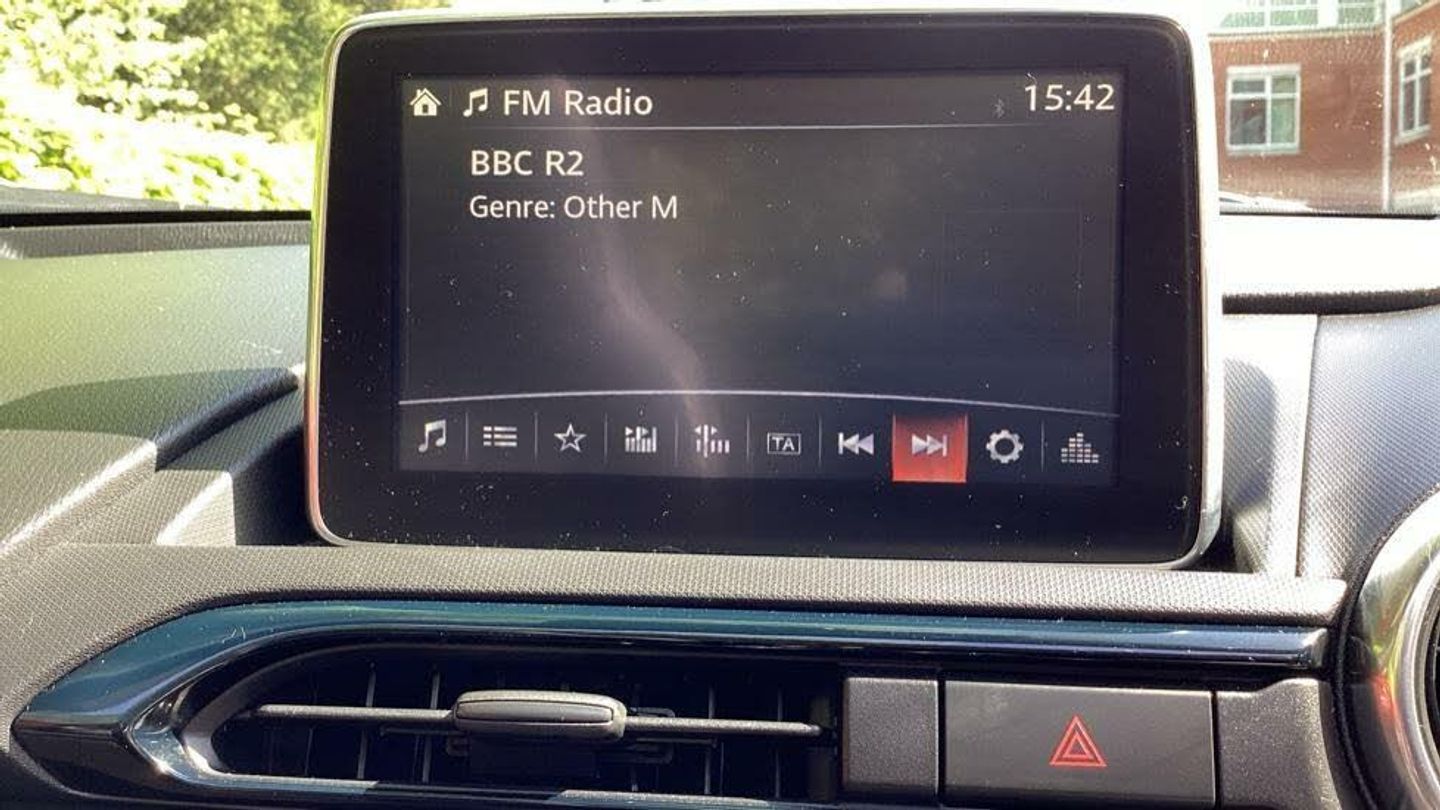 FM Radio 15:42
BBC R2
Genre: Other M
TA